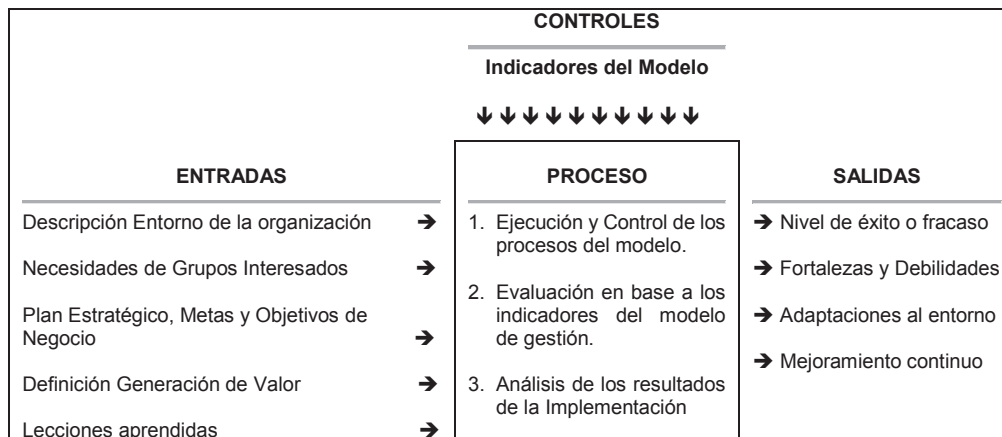 CONTROLES
Indicadores del Modelo
ENTRADAS
Descripción Entorno de la organización
Necesidades de Grupos Interesados
Plan Estratégico, Metas y Objetivos de
Negocio
Definición Generación de Valor
Lecciones aprendidas
PROCESO
1. Ejecución y Control de los
procesos del modelo.
2. Evaluación en base a los
indicadores del modelo
de gestión.
3. Análisis de los resultados
de la Implementación
SALIDAS
Nivel de éxito o fracaso
Fortalezas y Debilidades
Adaptaciones al entorno
Mejoramiento continuo